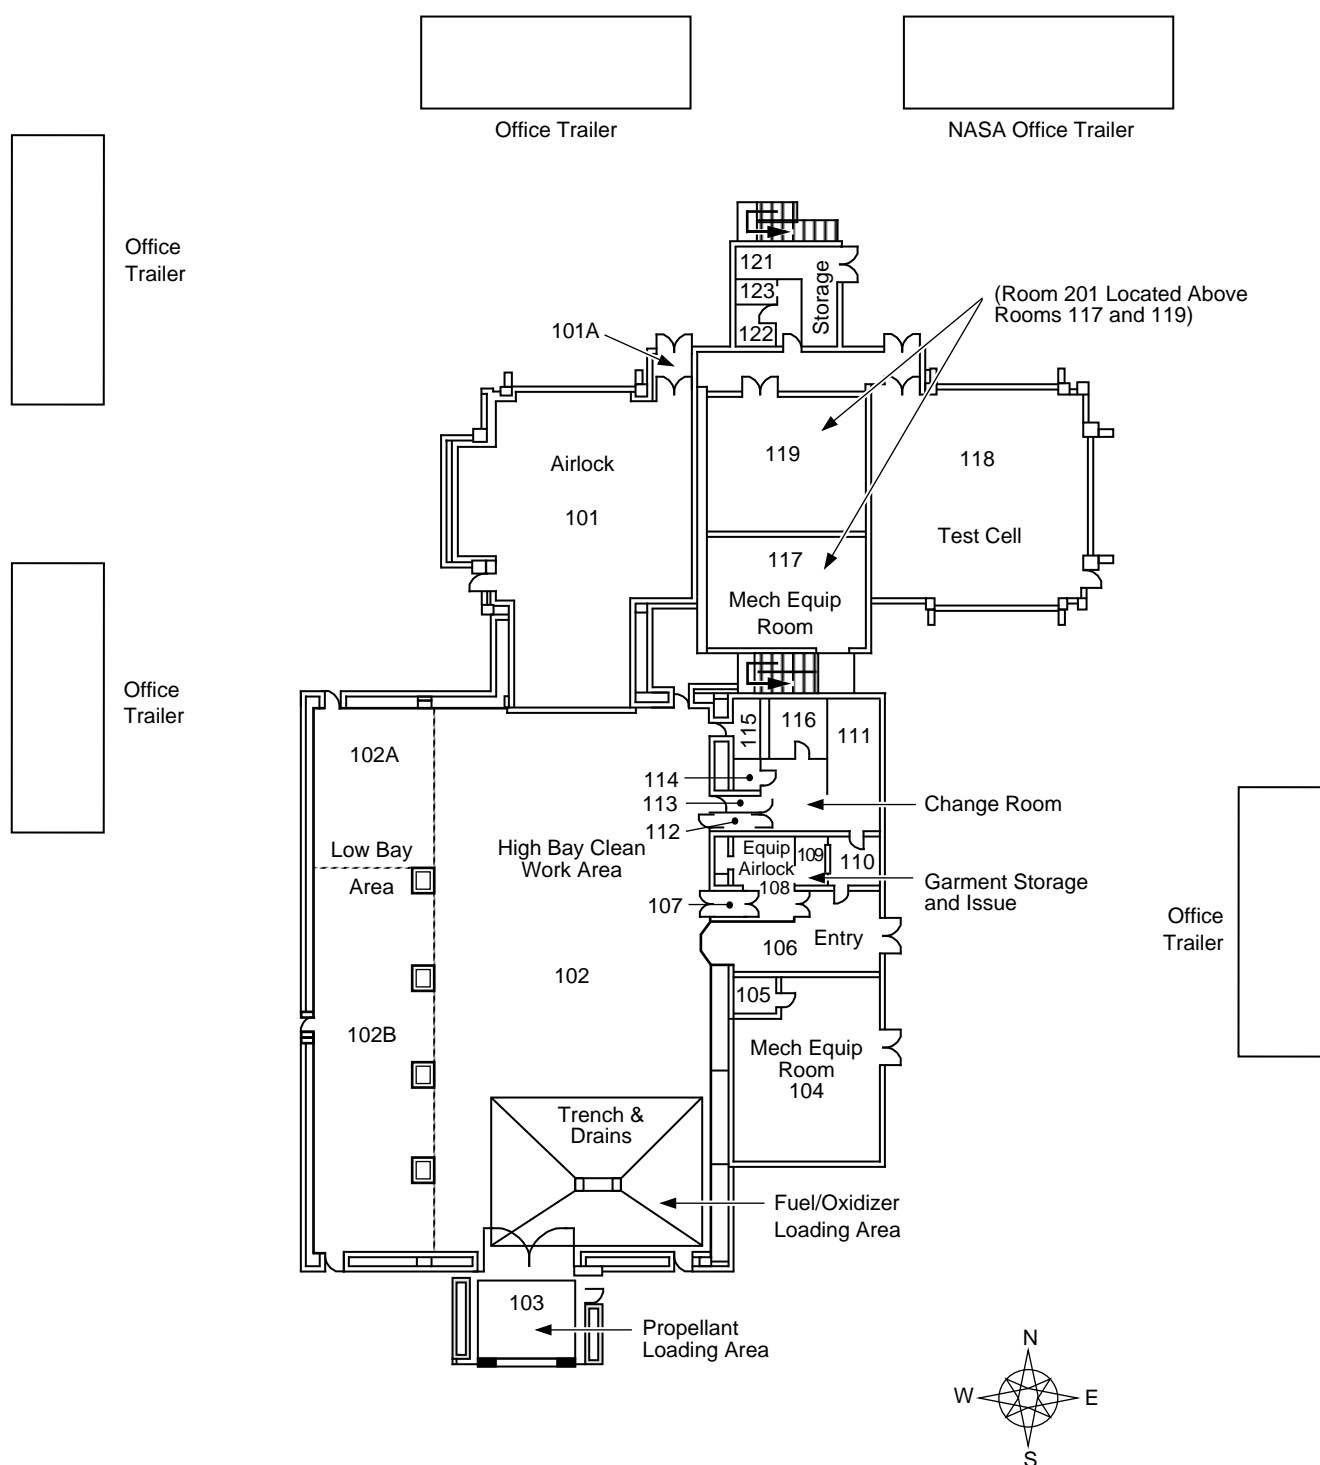 Office Trailer
NASA Office Trailer
Office
Trailer
121
123
122
Storage
(Room 201 Located Above
Rooms 117 and 119)
101A
119
118
Airlock
101
Test Cell
117
Mech Equip
Room
Office
Trailer
115
116
111
102A
114
113
112
Change Room
High Bay Clean
Work Area
Low Bay
Area
Equip
Airlock
108
109
110
Garment Storage
and Issue
107
106
Entry
Office
Trailer
102
105
102B
Mech Equip
Room
104
Trench &
Drains
Fuel/Oxidizer
Loading Area
103
Propellant
Loading Area
N
W
E
S